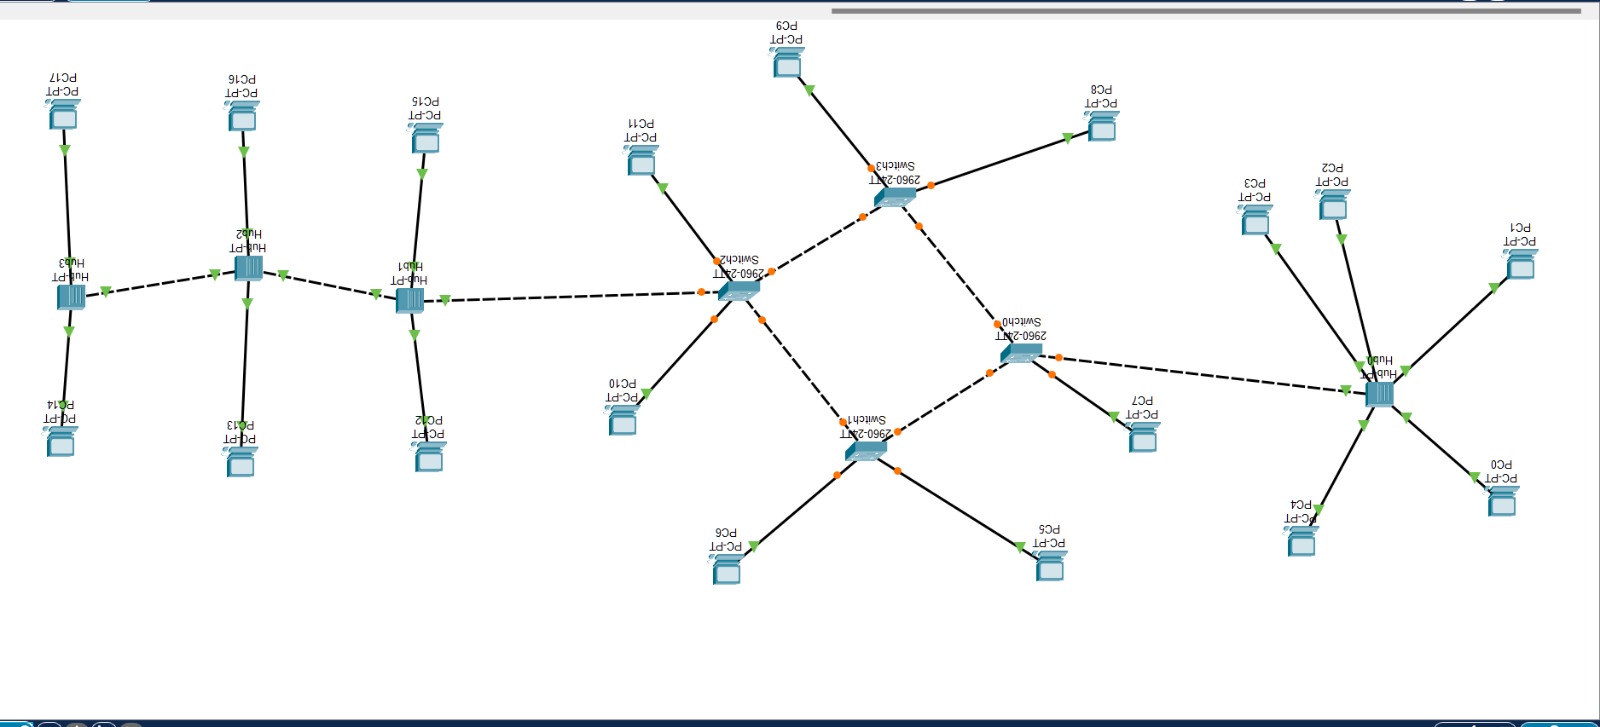 PC-PT
PC6
PC-PT
PC5
PC-PT
PC4
PC-PT
PC0
PC-PT
PC13
2960-24TT
Switch1
PC-PT
PC12
PC-PT
PC14
PC-PT
PC7
PC-PT
PC10
Hub-PT
Hub0
2960-24TT
Switch0
Hub-PT
Hub1
2960-24TT
Switch2
Hub-PT
Hub3
Hub-PT
Hub2
PC-PT
PC1
PC-PT
PC3
PC-PT
PC2
2960-24TT
Switch3
PC-PT
PC11
PC-PT
PC15
PC-PT
PC8
PC-PT
PC16
PC-PT
PC17
PC-PT
PC9